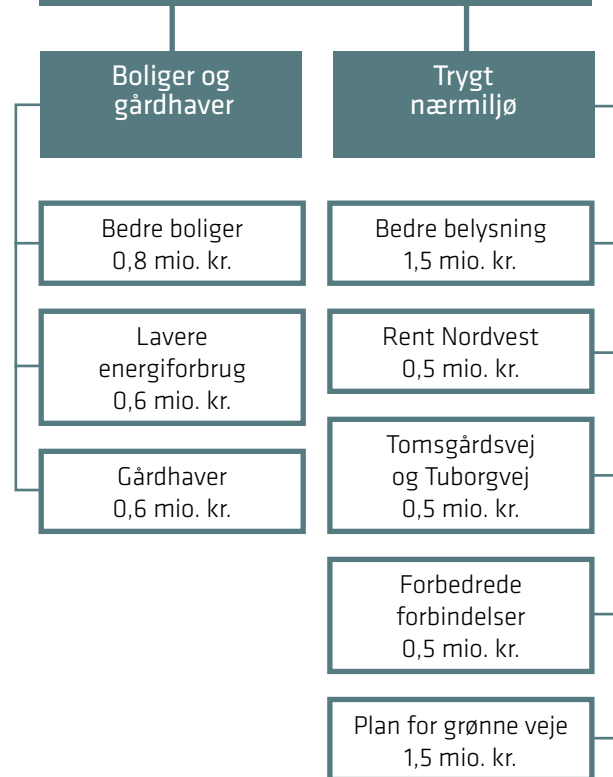 Boliger og
gårdhaver
Bedre boliger
0,8 mio. kr.
Lavere
energiforbrug
0,6 mio. kr.
Gårdhaver
0,6 mio. kr.
Trygt
nærmiljø
Bedre belysning
1,5 mio. kr.
Rent Nordvest
0,5 mio. kr.
Tomsgårdsvej
og Tuborgvej
0,5 mio. kr.
Forbedrede
forbindelser
0,5 mio. kr.
Plan for grønne veje
1,5 mio. kr.